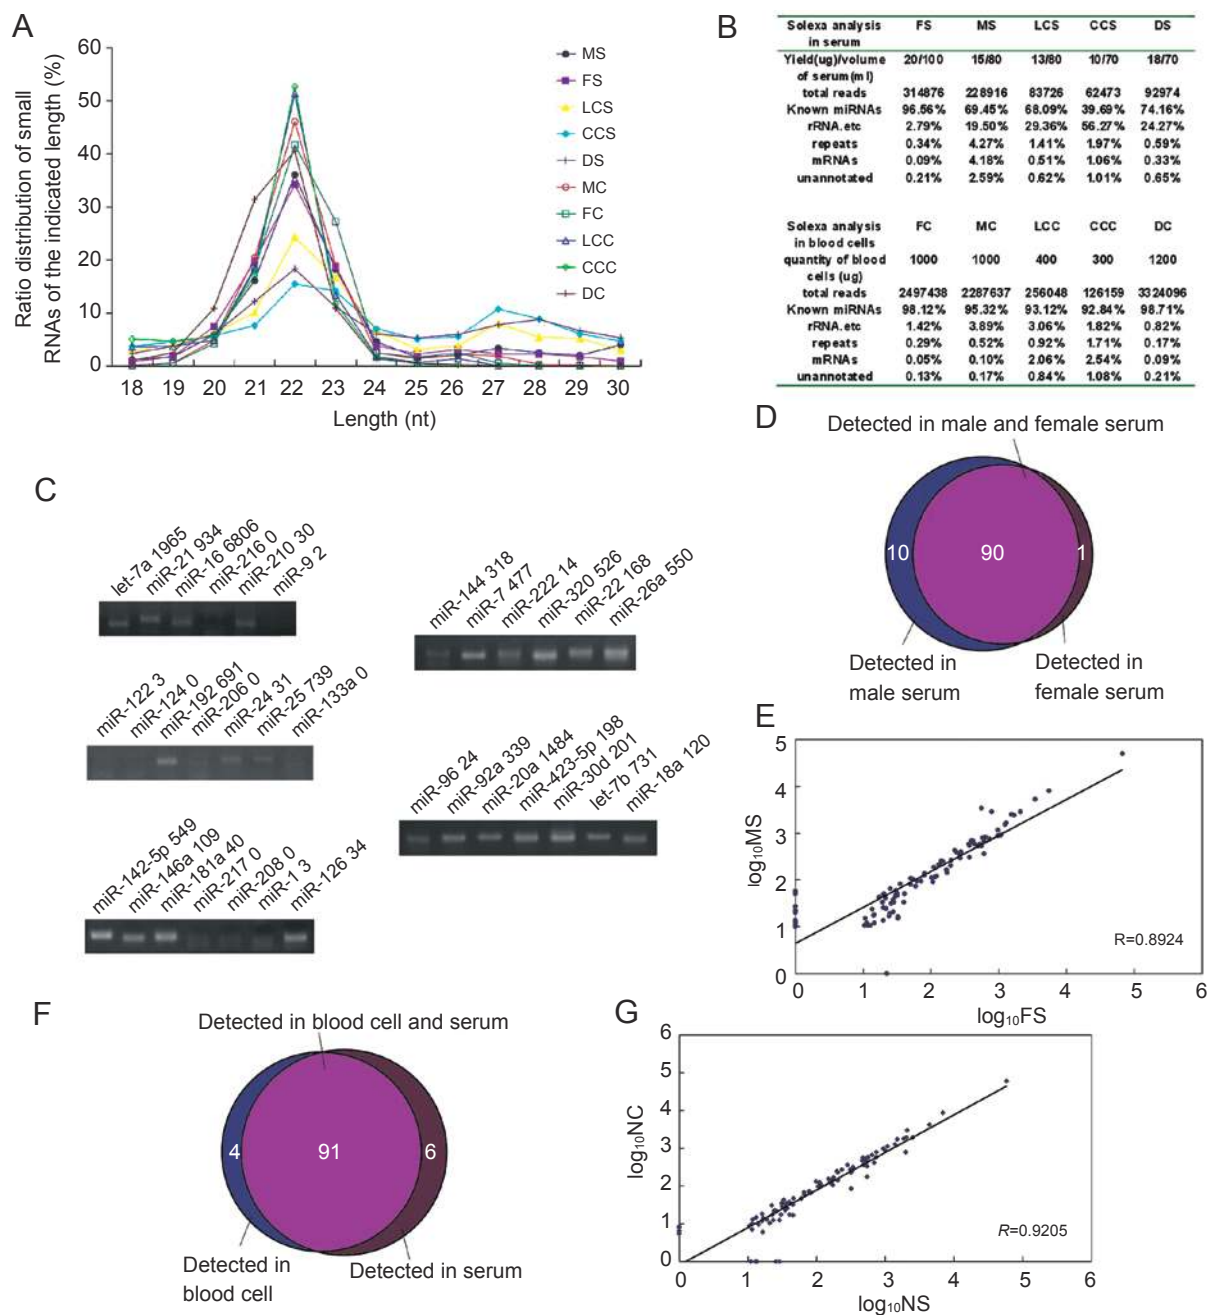 A
Ratio distribution of small
RNAs of the indicated length (%)
60
50
40
30
20
10
0
18 19 20 21 22 23 24 25 26 27 28 29 30
Length (nt)
MS
FS
LCS
CCS
DS
MC
FC
LCC
CCC
DC
B
Solexa analysis FS MS LCS CCS DS
in serum
Yield(ug)/volume 20/100 15/80 13/80 10/70 18/70
of serum(ml)
total reads 314876 228916 83726 62473 92974
Known miRNAs 96.56% 69.45% 68.09% 39.69% 74.16%
rRNA.etc 2.79% 19.50% 29.36% 56.27% 24.27%
repeats 0.34% 4.27% 1.41% 1.97% 0.59%
mRNAs 0.09% 4.18% 0.51% 1.06% 0.33%
unannotated 0.21% 2.59% 0.62% 1.01% 0.65%
Solexa analysis FC MC LCC CCC DC
in blood cells
quantity of blood 1000 1000 400 300 1200
cells (ug)
total reads 2497438 2287637 256048 126159 3324096
Known miRNAs 98.12% 95.32% 93.12% 92.84% 98.71%
rRNA.etc 1.42% 3.89% 3.06% 1.82% 0.82%
repeats 0.29% 0.52% 0.92% 1.71% 0.17%
mRNAs 0.05% 0.10% 2.06% 2.54% 0.09%
unannotated 0.13% 0.17% 0.84% 1.08% 0.21%
C
let-7a 1965
miR-21 934
miR-16 6806
miR-216 0
miR-210 30
miR-9 2
miR-122 3
miR-124 0
miR-192 691
miR-206 0
miR-24 31
miR-25 739
miR-133a 0
miR-142-5p 549
miR-146a 109
miR-181a 40
miR-217 0
miR-208 0
miR-1 3
miR-126 34
miR-144 318
miR-7 477
miR-222 14
miR-320 526
miR-22 168
miR-26a 550
miR-96 24
miR-92a 339
miR-20a 1484
miR-423-5p 198
miR-30d 201
let-7b 731
miR-18a 120
D
Detected in male and female serum
10 90 1
Detected in
male serum
Detected in
female serum
E
log₁₀MS
5
4
3
2
1
0
R=0.8924
0 1 2 3 4 5 6
log₁₀FS
F
Detected in blood cell and serum
4 91 6
Detected in
blood cell
Detected in serum
G
log₁₀NC
6
5
4
3
2
1
0
R=0.9205
0 1 2 3 4 5 6
log₁₀NS